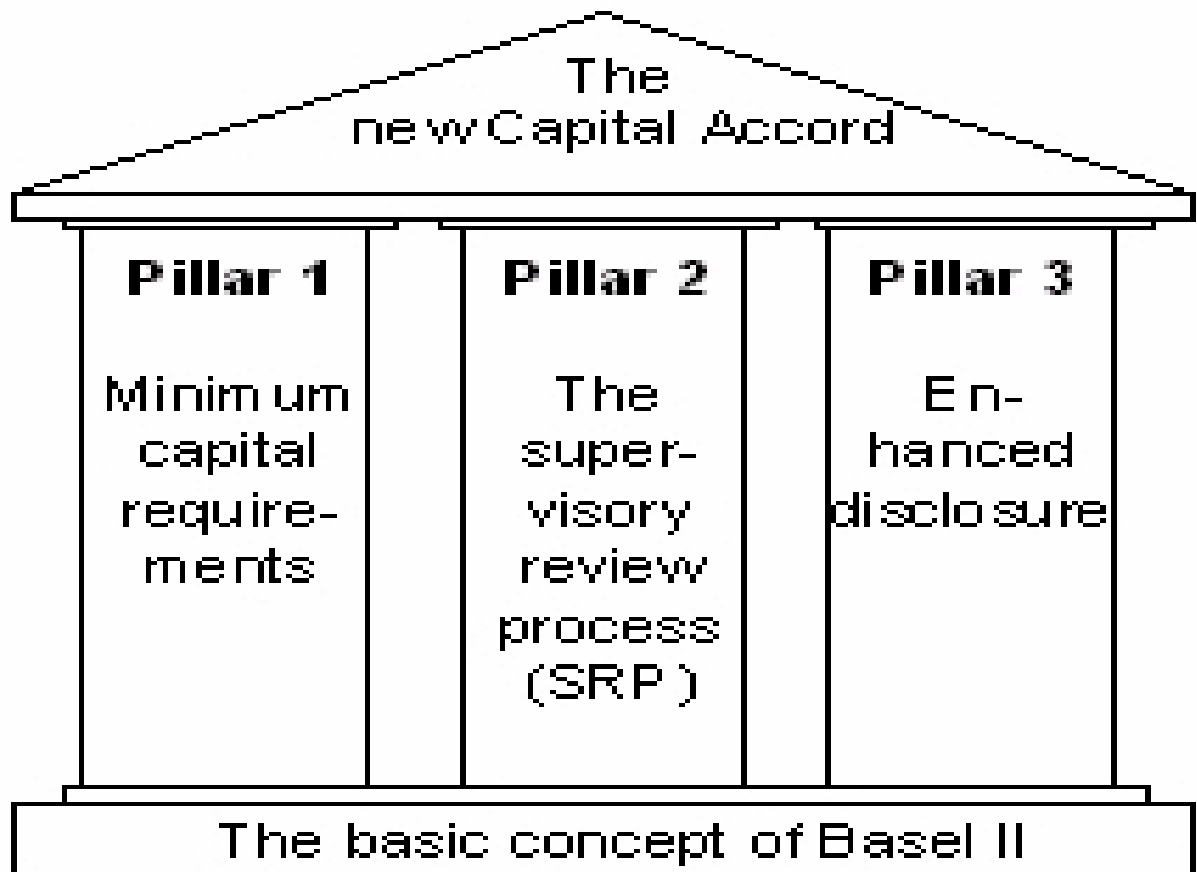 The
new Capital Accord
Pillar 1
Minimum
capital
require-
ments
Pillar 2
The
super-
visory
review
process
(SRP)
Pillar 3
En-
hanced
disclosure
The basic concept of Basel II